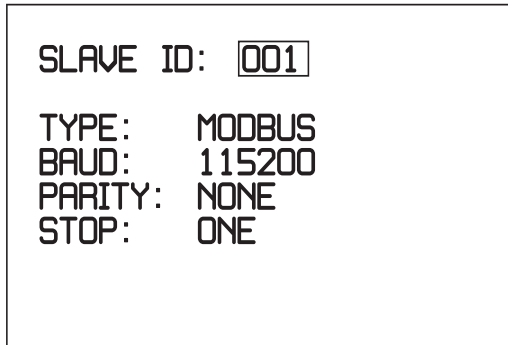 SLAVE ID: 001
TYPE: MODBUS
BAUD: 115200
PARITY: NONE
STOP: ONE